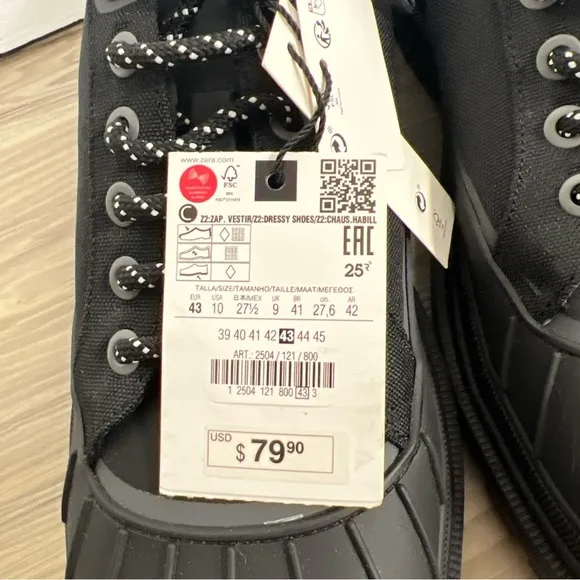 www.zara.com
FSC
MIX
Z2:ZAP. VESTIR/Z2:DRESSY SHOES/Z2:CHAUS.HABILL
EAC
25
TALLA/SIZE/TAMANHO/TAILLE/MAAT/ΜΕΓΕΘΟΣ
EUR USA 日本/MEX UK BR cm. AR
43 10 27½ 9 41 27,6 42
39 40 41 42 43 44 45
ART.: 2504 / 121 / 800
1 2504 121 800 43 3
USD
$ 79 90